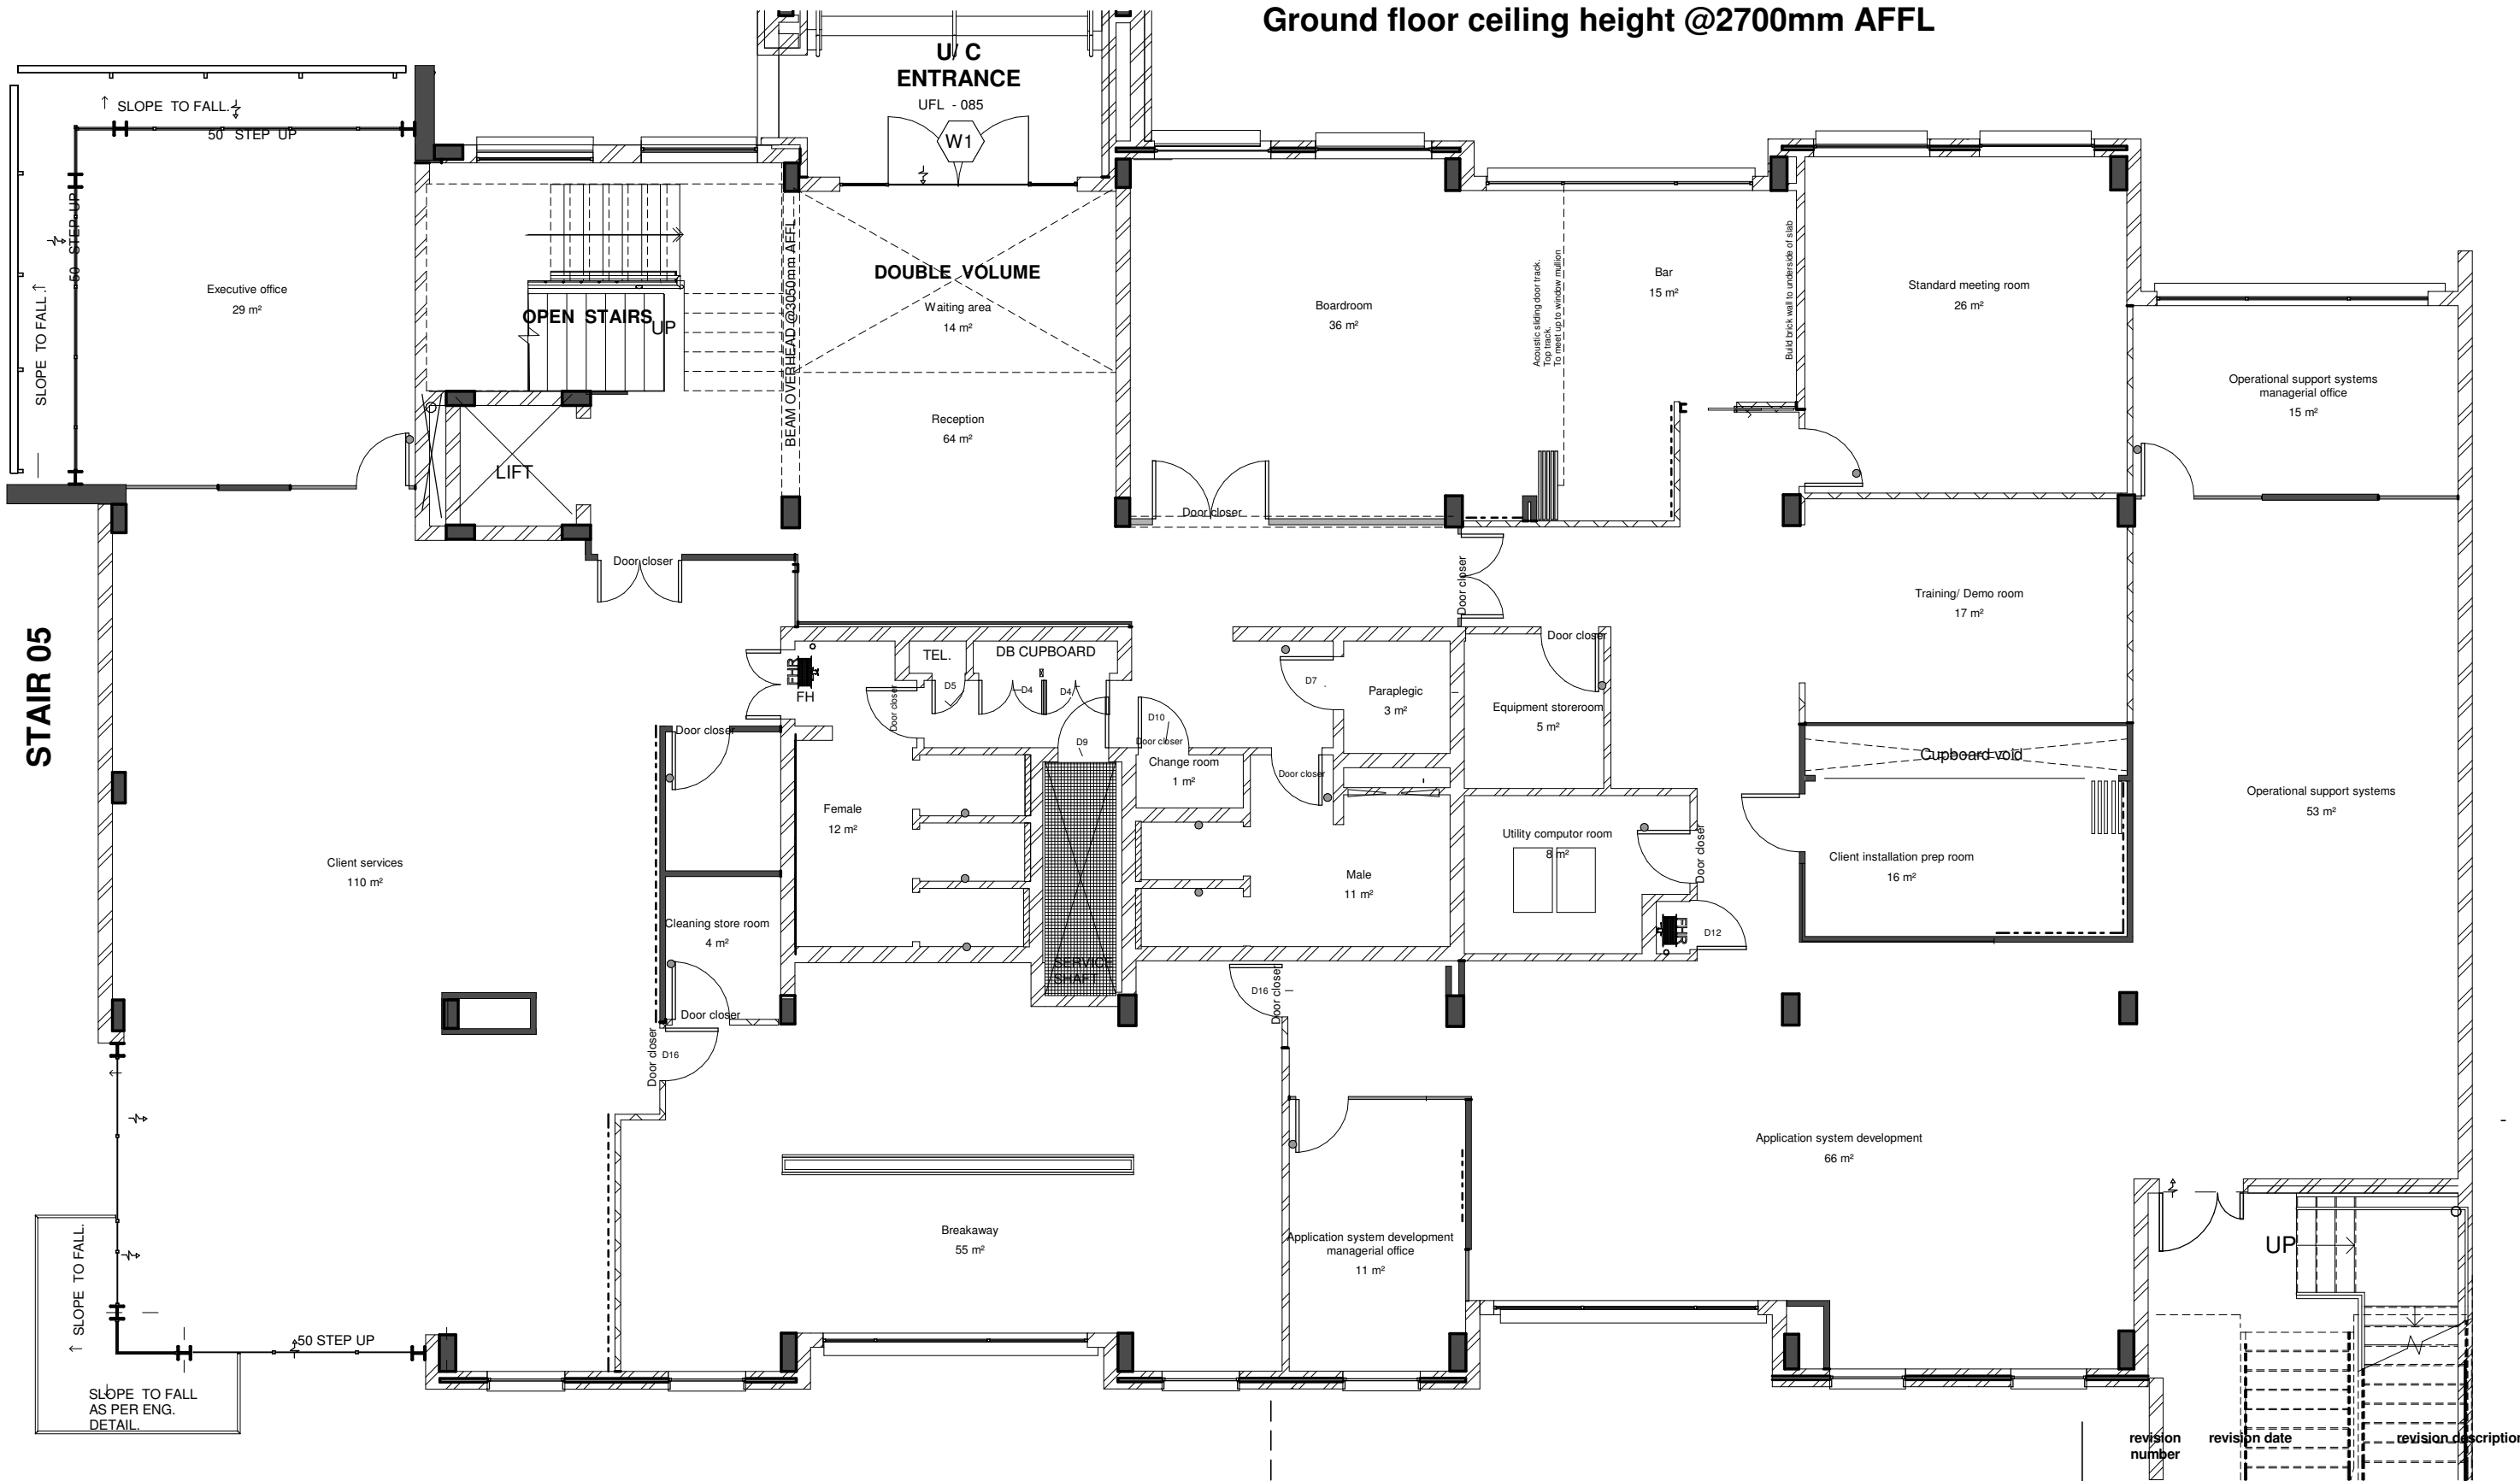 Ground floor ceiling height @2700mm AFFL
U/ C
ENTRANCE
UFL - 085
W1
SLOPE TO FALL.
50 STEP UP
50 STEP UP
SLOPE TO FALL.
Executive office
29 m²
OPEN STAIRS
UP
BEAM OVERHEAD @3050mm AFFL
DOUBLE VOLUME
Waiting area
14 m²
Reception
64 m²
LIFT
Boardroom
36 m²
Acoustic sliding door track.
Top track.
To meet up to window mullion
Bar
15 m²
Build brick wall to underside of slab
Standard meeting room
26 m²
Operational support systems
managerial office
15 m²
Door closer
Door closer
Door closer
STAIR 05
Training/ Demo room
17 m²
FHR
FH
TEL.
DB CUPBOARD
D5
D4
D4
Door closer
D7
Paraplegic
3 m²
Door closer
Equipment storeroom
5 m²
Door closer
D9
D10
Door closer
Change room
1 m²
Door closer
Cupboard void
Female
12 m²
Operational support systems
53 m²
Client services
110 m²
Utility computor room
8 m²
Door closer
Client installation prep room
16 m²
Male
11 m²
Cleaning store room
4 m²
FHR
D12
SERVICE
SHAFT
D16
Door closer
Door closer
Door closer
D16
Application system development
66 m²
Breakaway
55 m²
Application system development
managerial office
11 m²
UP
SLOPE TO FALL.
50 STEP UP
SLOPE TO FALL
AS PER ENG.
DETAIL.
revision
number
revision date
revision description